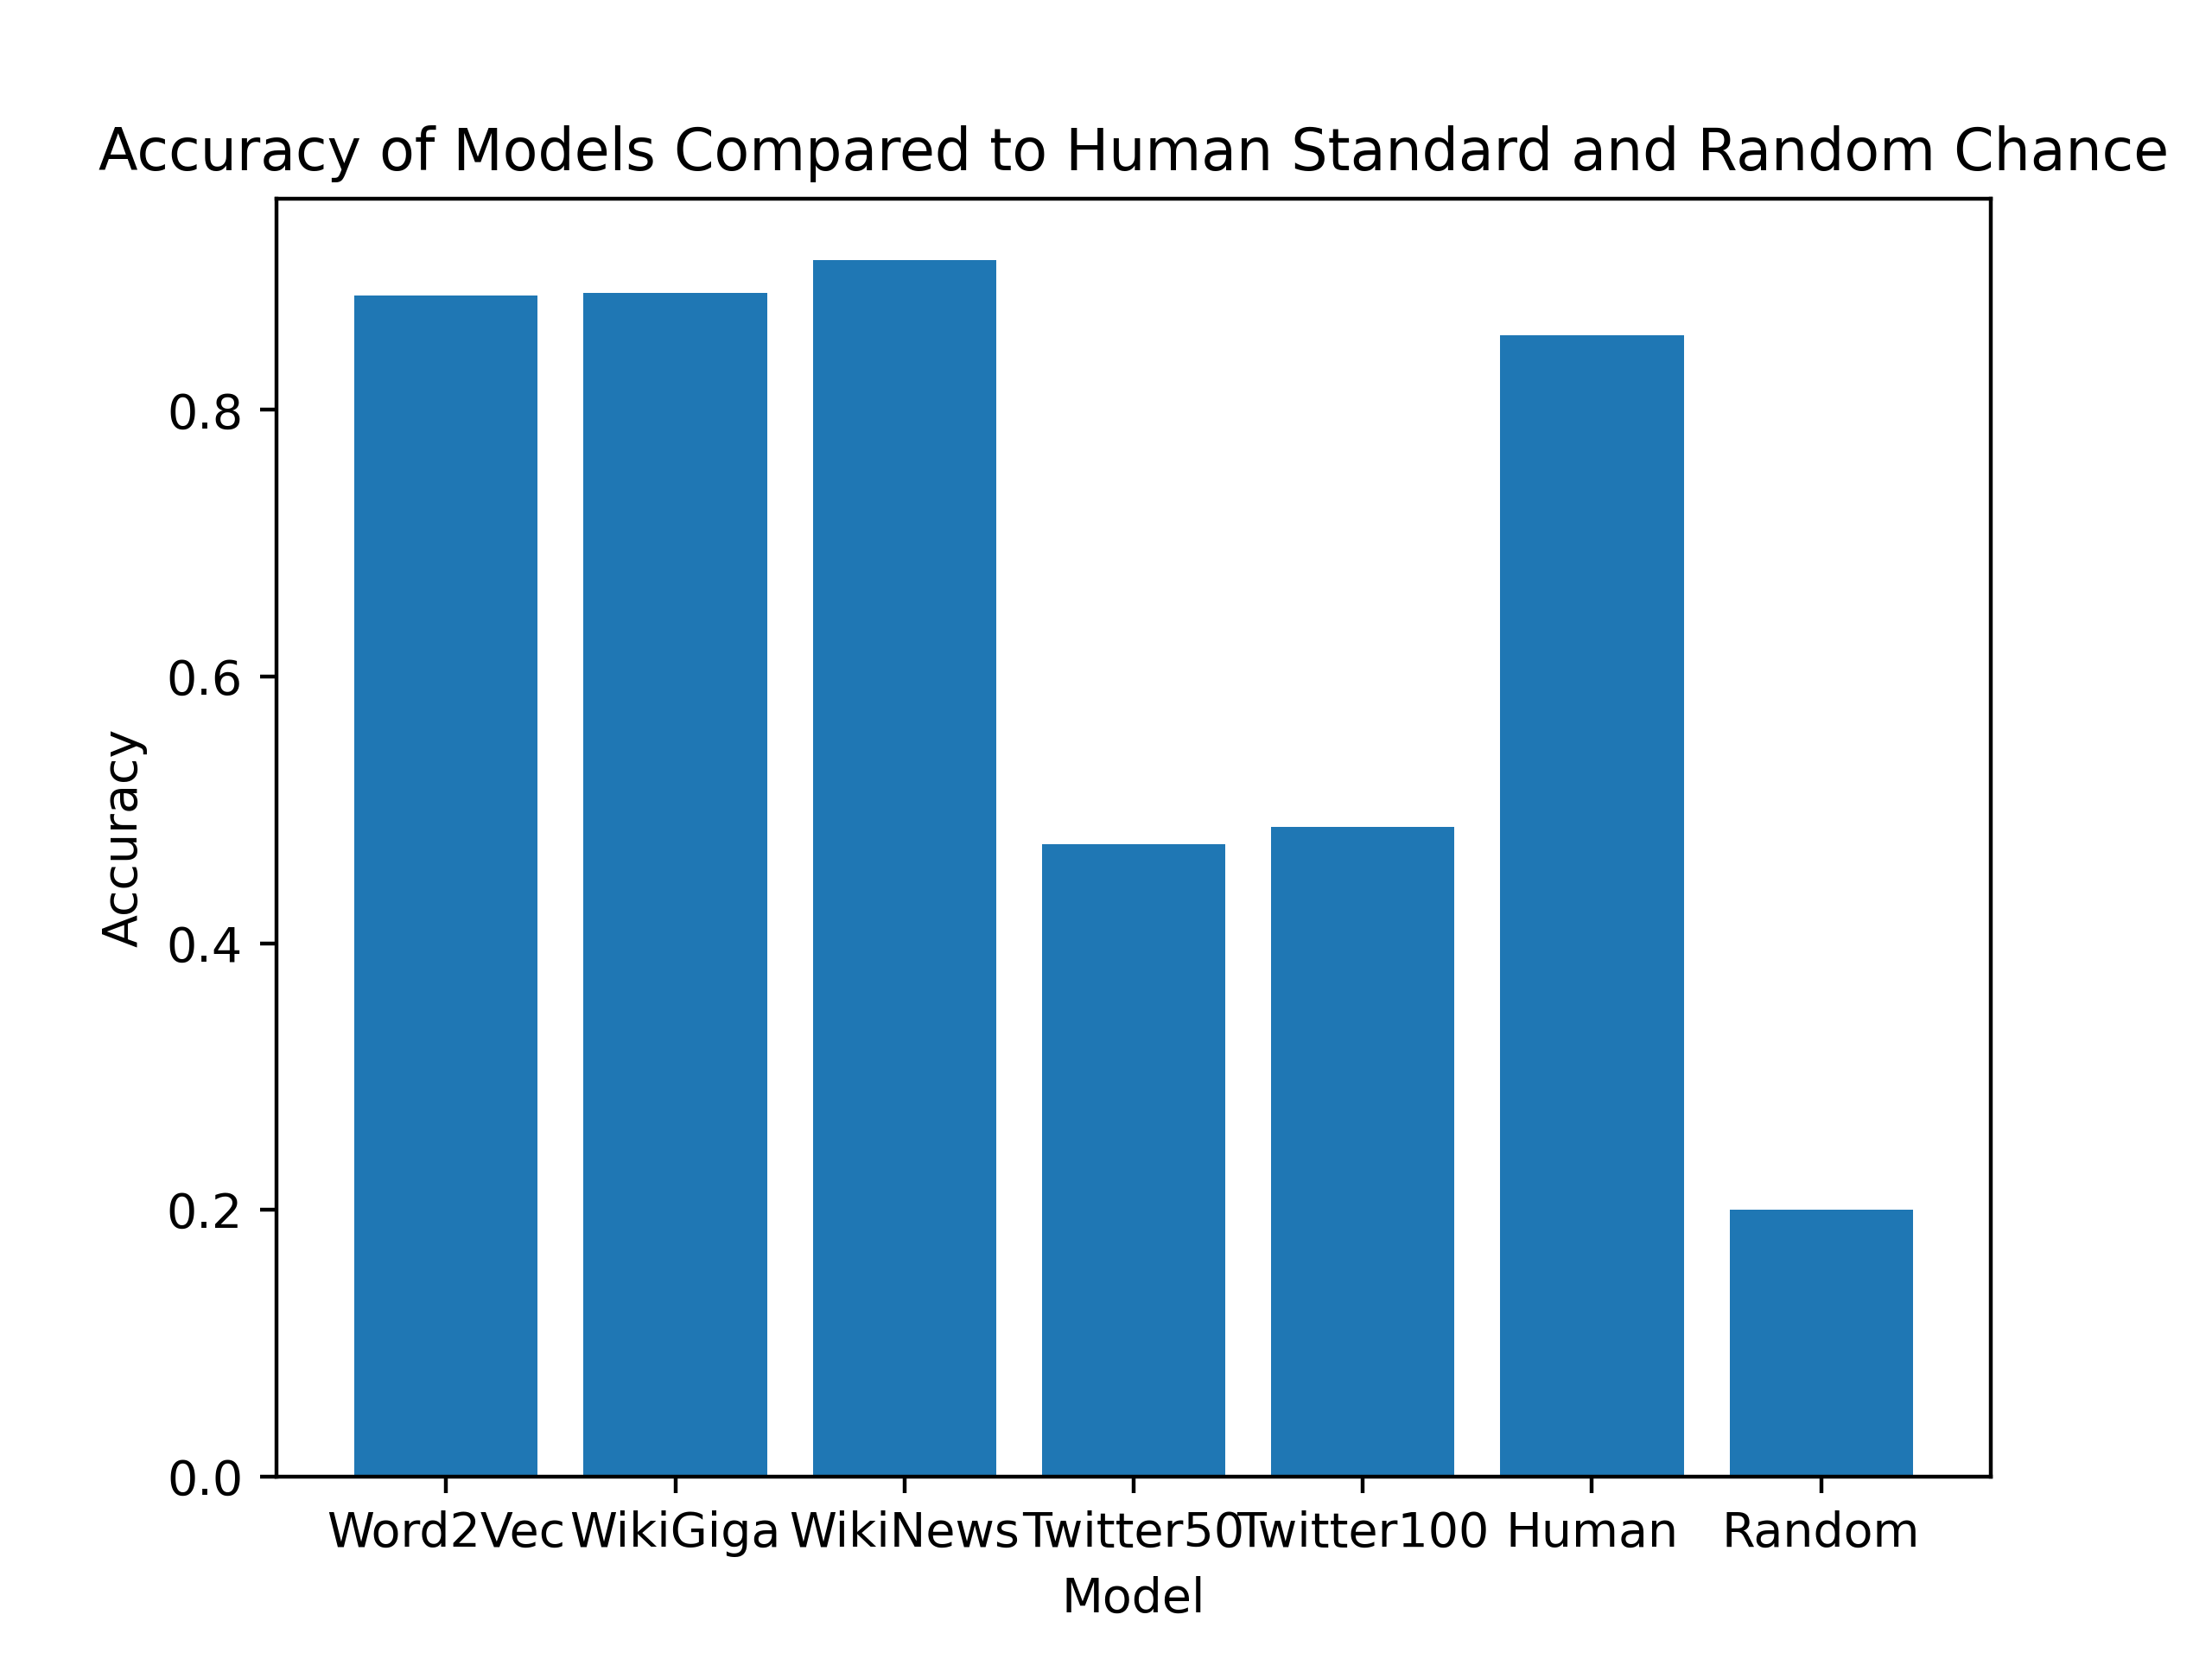 Accuracy of Models Compared to Human Standard and Random Chance
0.8
0.6
0.4
0.2
0.0
Accuracy
Word2Vec WikiGiga WikiNews Twitter50 Twitter100 Human Random
Model